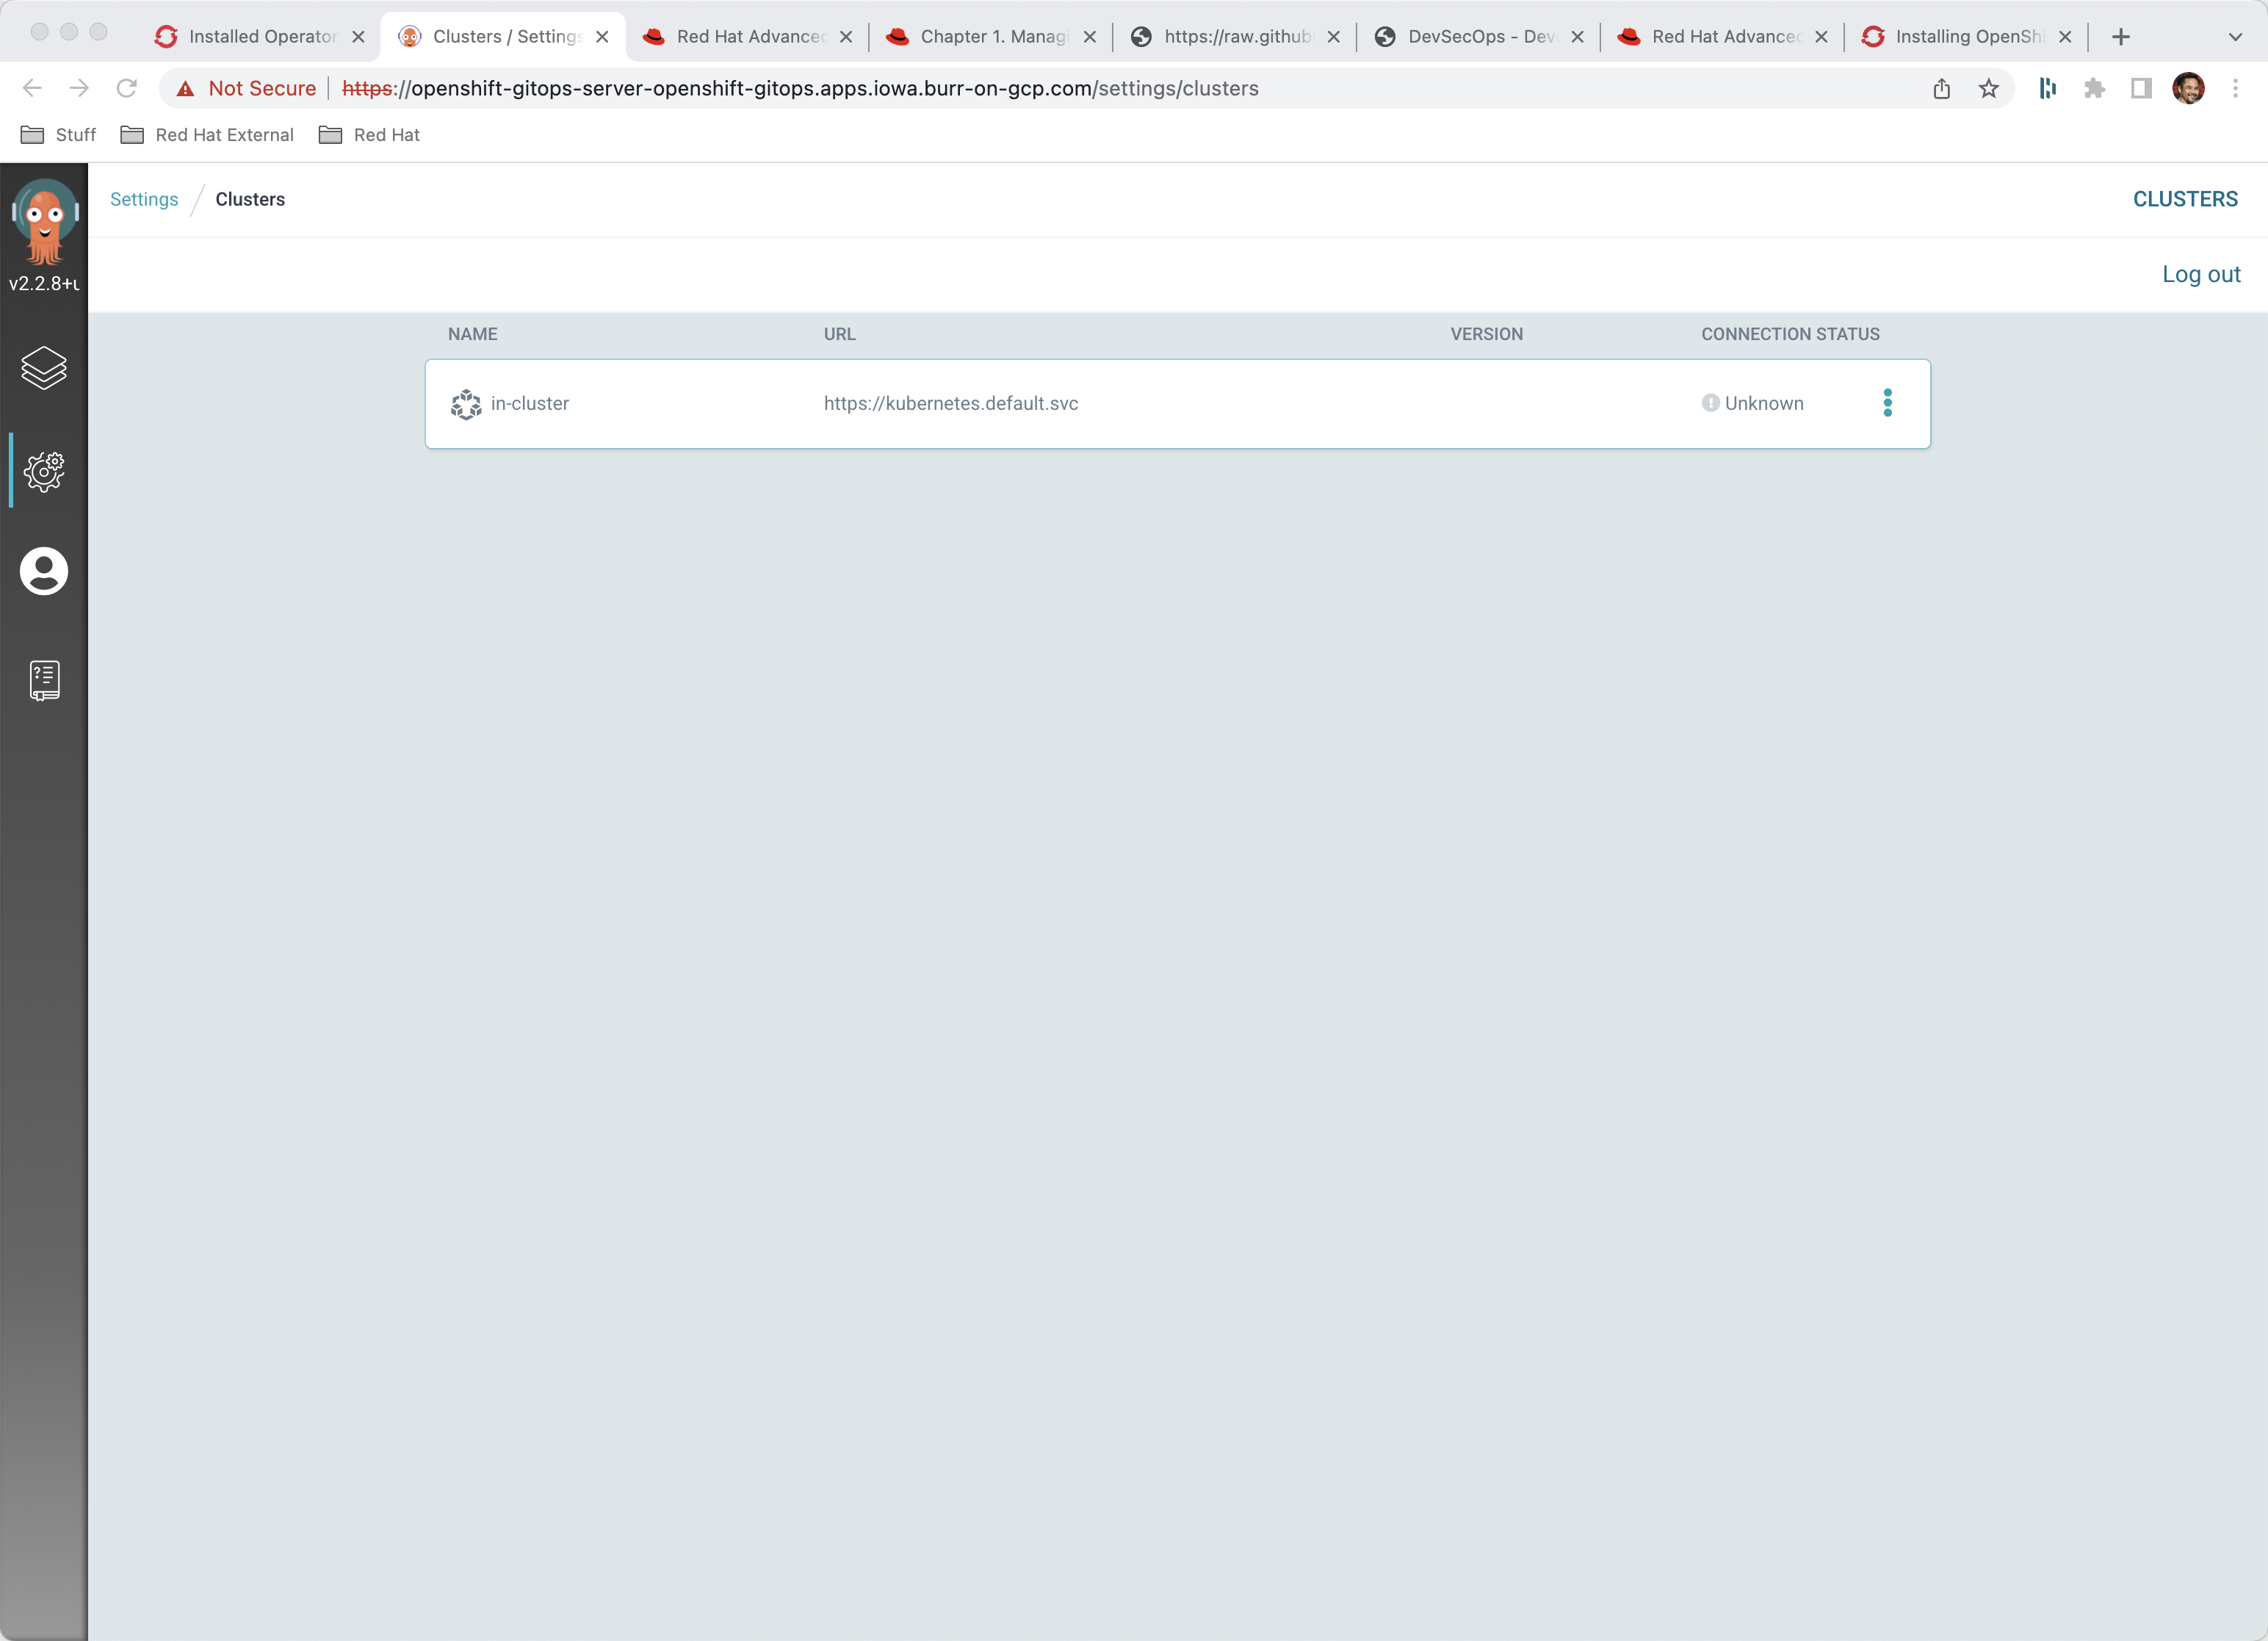 Installed Operator
Clusters / Settings
Red Hat Advanced
Chapter 1. Managi
https://raw.github
DevSecOps - Dev
Red Hat Advanced
Installing OpenShi
Not Secure
https://openshift-gitops-server-openshift-gitops.apps.iowa.burr-on-gcp.com/settings/clusters
Stuff
Red Hat External
Red Hat
Settings / Clusters
CLUSTERS
v2.2.8+u
Log out
NAME URL VERSION CONNECTION STATUS
in-cluster https://kubernetes.default.svc Unknown